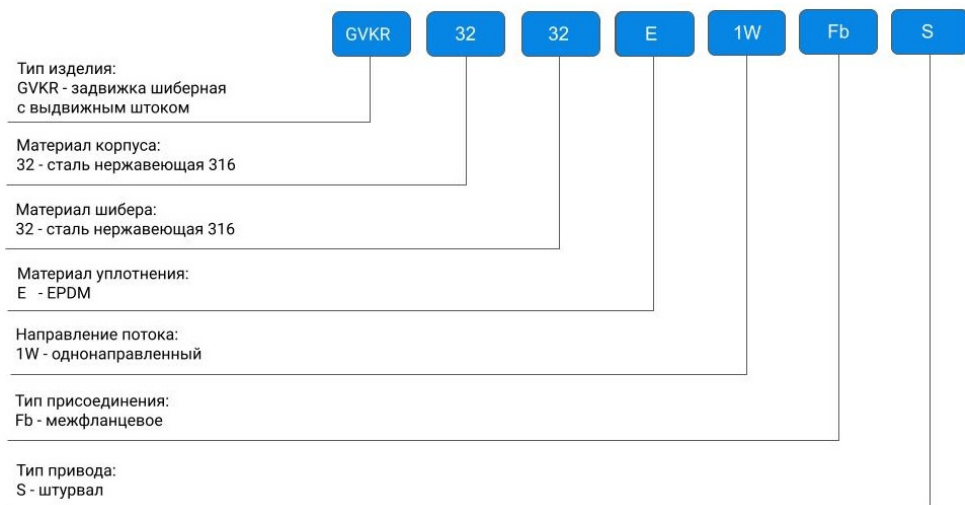 GVKR 32 32 E 1W Fb S
Тип изделия:
GVKR - задвижка шиберная
с выдвижным штоком
Материал корпуса:
32 - сталь нержавеющая 316
Материал шибера:
32 - сталь нержавеющая 316
Материал уплотнения:
E - EPDM
Направление потока:
1W - однонаправленный
Тип присоединения:
Fb - межфланцевое
Тип привода:
S - штурвал